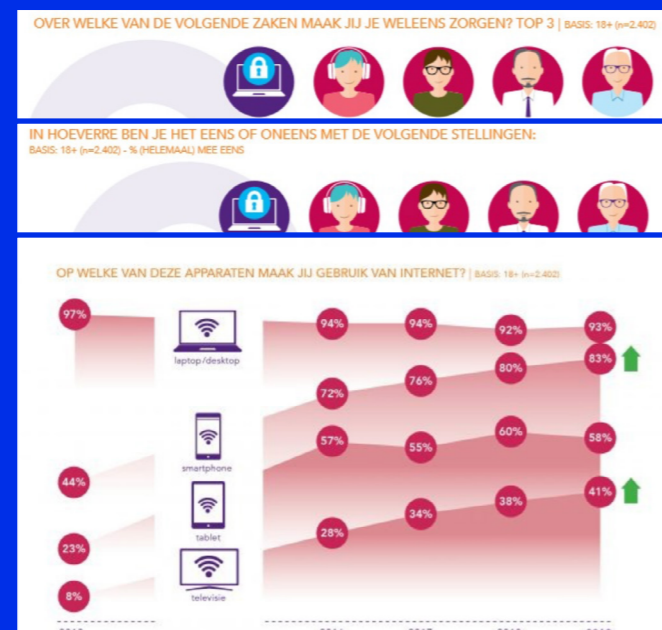 OVER WELKE VAN DE VOLGENDE ZAKEN MAAK JIJ JE WELEENS ZORGEN? TOP 3 | BASIS: 18+ (n=2.402)
IN HOEVERRE BEN JE HET EENS OF ONEENS MET DE VOLGENDE STELLINGEN:
BASIS: 18+ (n=2.402) - % (HELEMAAL) MEE EENS
OP WELKE VAN DEZE APPARATEN MAAK JIJ GEBRUIK VAN INTERNET? | BASIS: 18+ (n=2.402)
97% 94% 94% 92% 93%
laptop/desktop
72% 76% 80% 83%
57% 55% 60% 58%
smartphone
44%
28% 34% 38% 41%
tablet
23%
8%
televisie